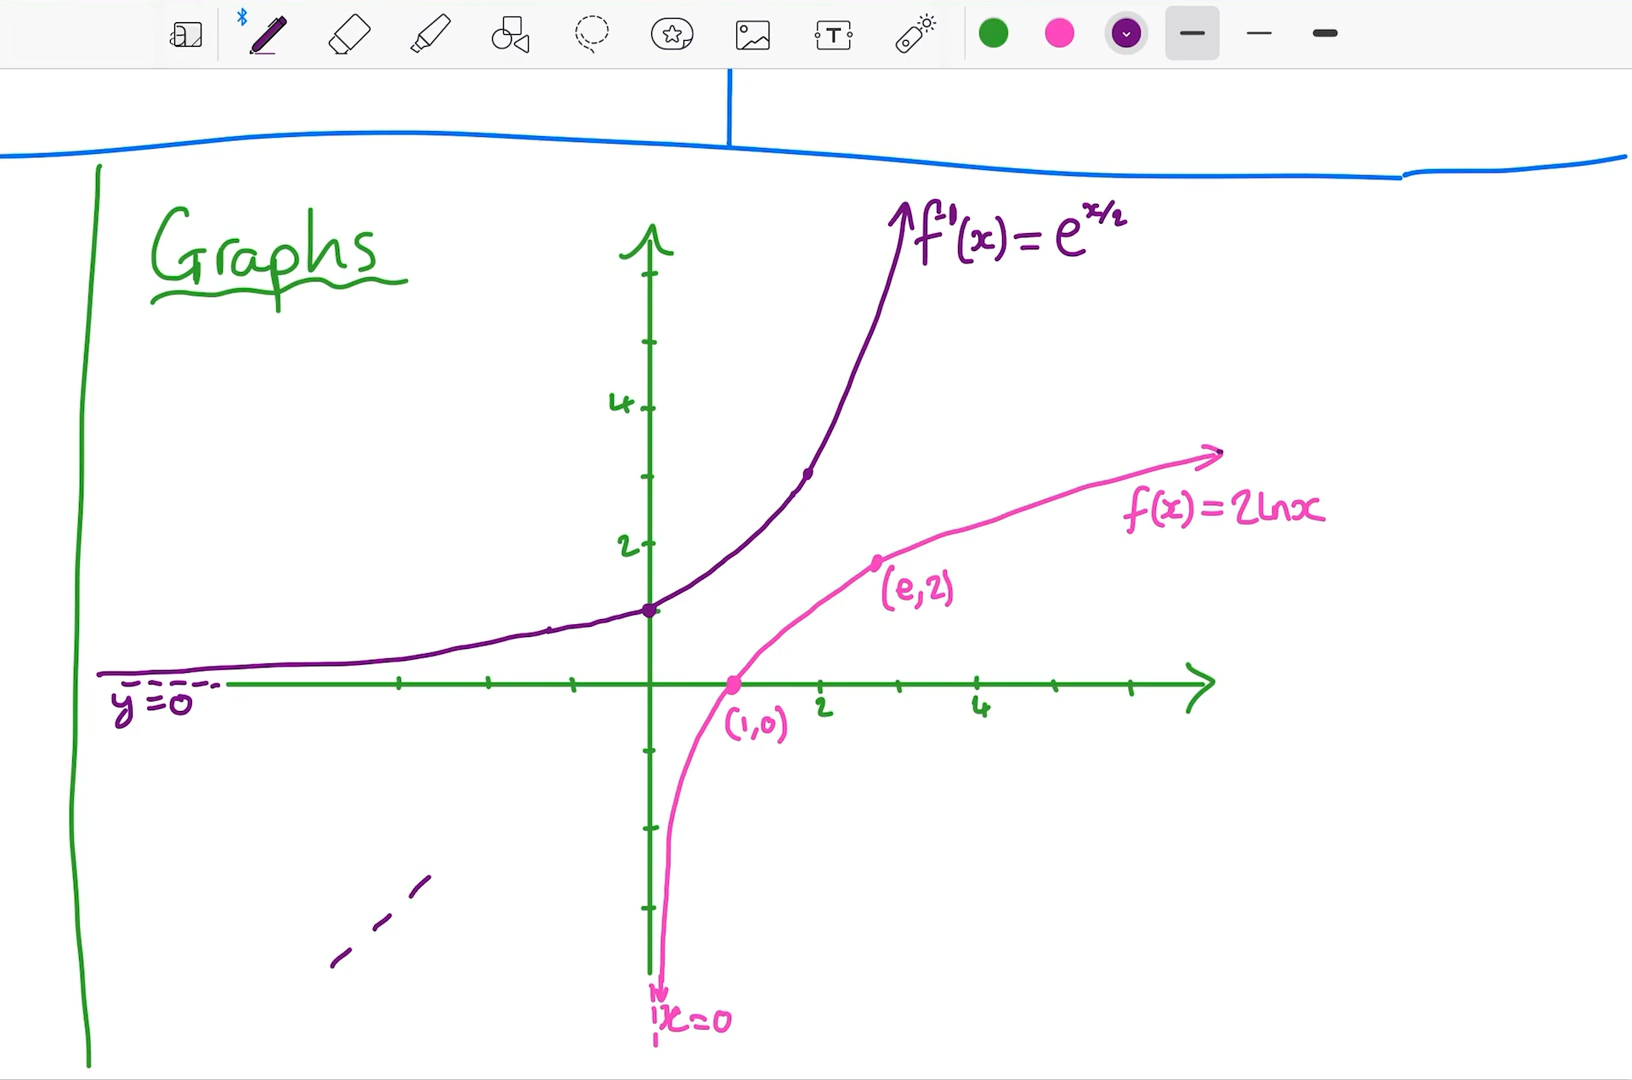 Graphs
f⁻¹(x) = e^{x/2}
4
f(x) = 2lnx
2
(e,2)
y=0
(1,0)
2
4
x=0